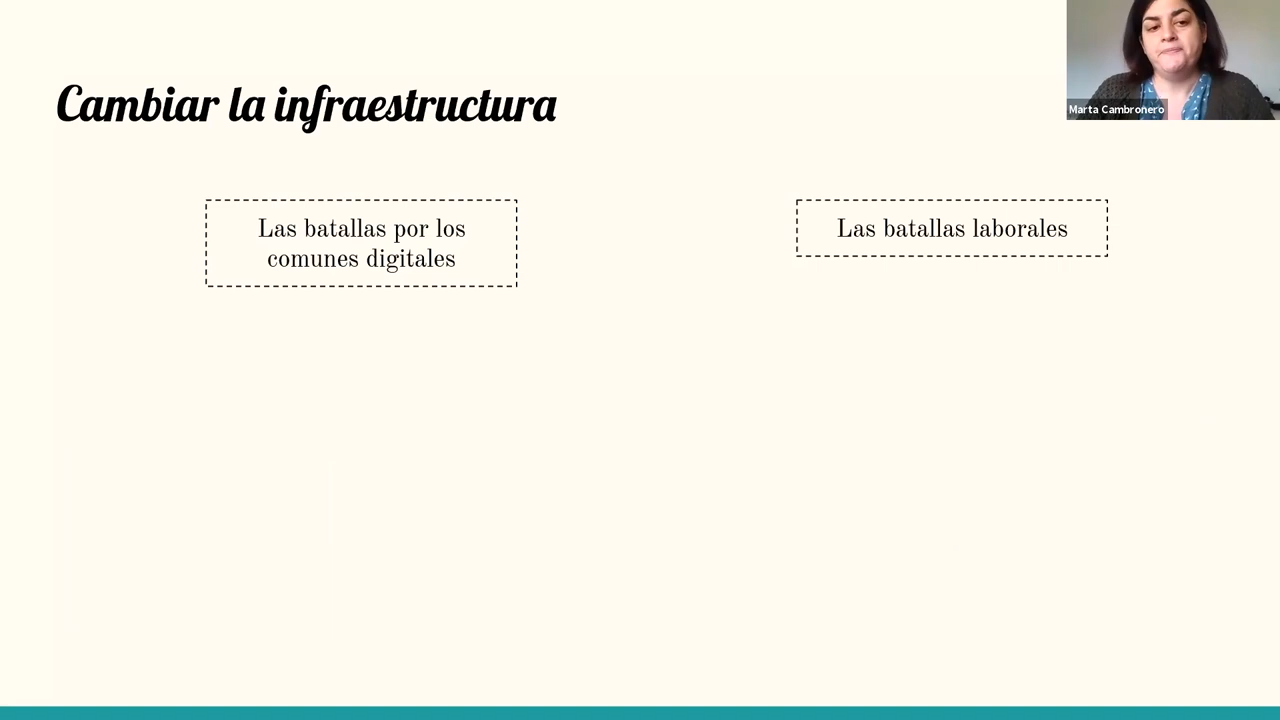 Cambiar la infraestructura
Marta Cambronero
Las batallas por los
comunes digitales
Las batallas laborales